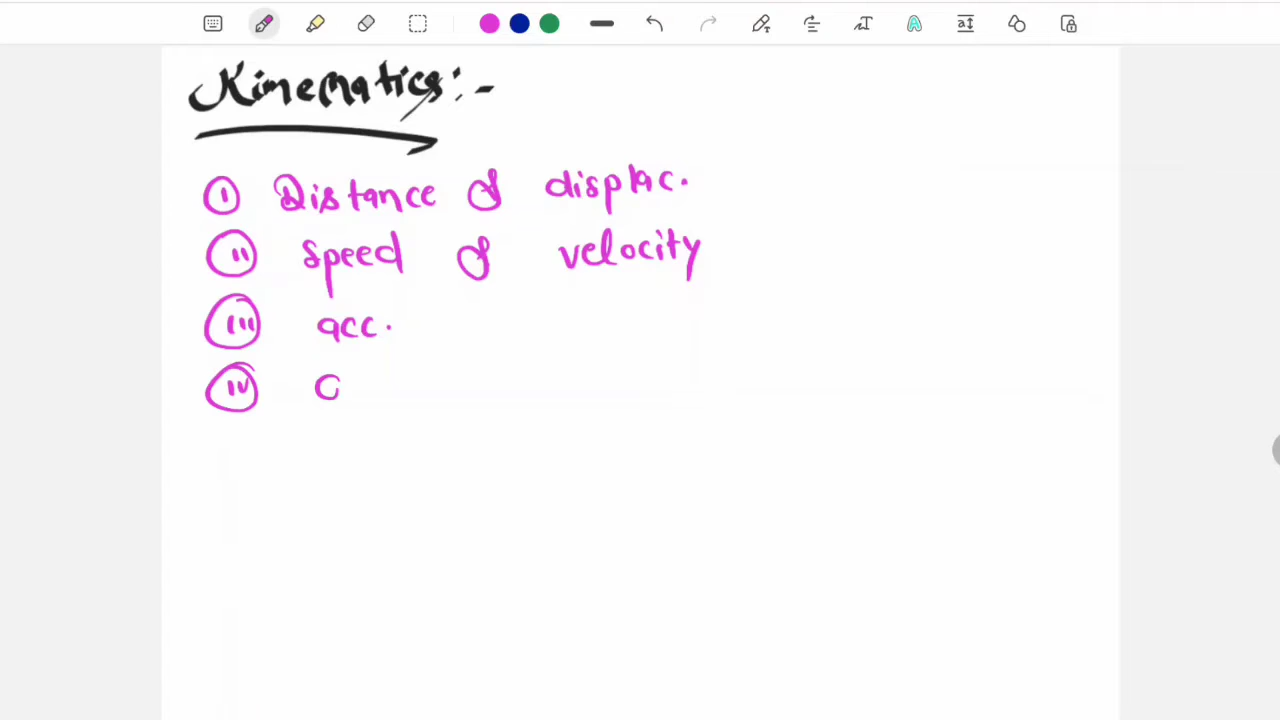 Kinematics:-
(i) Distance & displac.
(ii) Speed & velocity
(iii) acc.
(iv) C